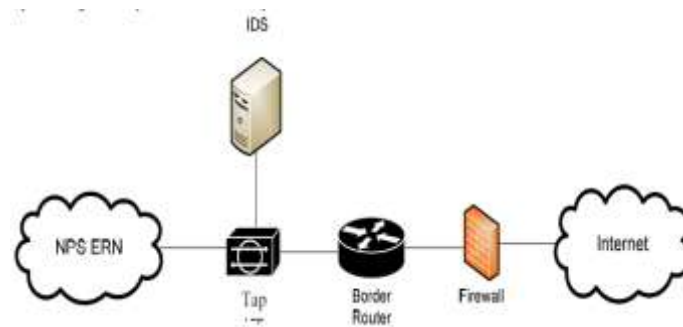 IDS
NPS ERN
Internet
Tap
Border
Router
Firewall